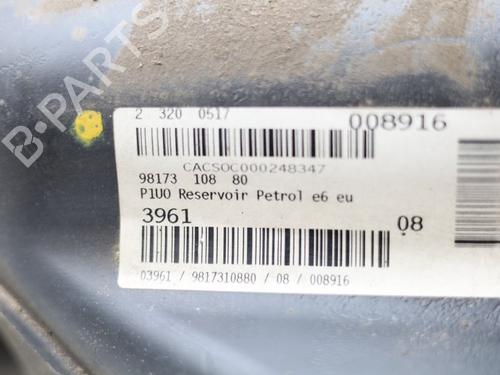 B-PARTS
2 320 0517
008916
CACSOC000248347
98173 108 80
P1UO Reservoir Petrol e6 eu
3961
08
03961 / 9817310880 / 08 / 008916